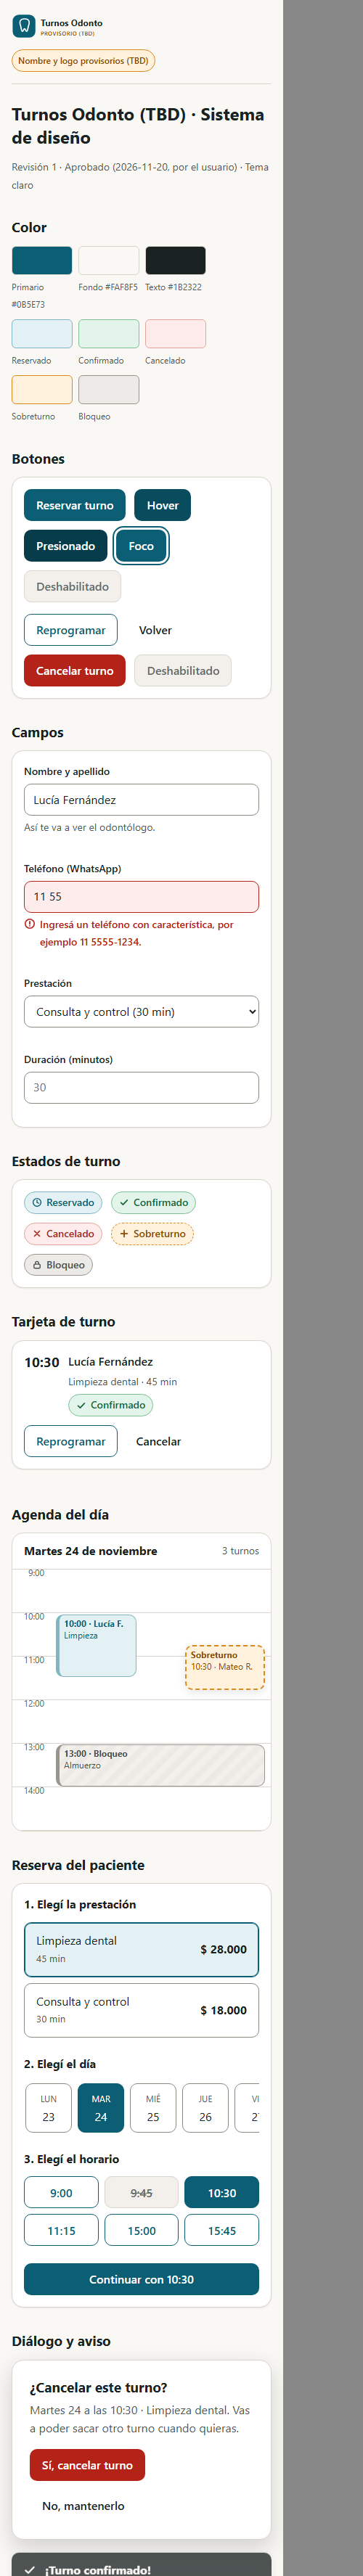 Turnos Odonto
PROVISORIO (TBD)
Nombre y logo provisorios (TBD)
Turnos Odonto (TBD) · Sistema
de diseño
Revisión 1 · Aprobado (2026-11-20, por el usuario) · Tema
claro
Color
Primario
#0B5E73
Fondo #FAF8F5
Texto #1B2322
Reservado
Confirmado
Cancelado
Sobreturno
Bloqueo
Botones
Reservar turno
Hover
Presionado
Foco
Deshabilitado
Reprogramar
Volver
Cancelar turno
Deshabilitado
Campos
Nombre y apellido
Lucía Fernández
Así te va a ver el odontólogo.
Teléfono (WhatsApp)
11 55
Ingresá un teléfono con característica, por
ejemplo 11 5555-1234.
Prestación
Consulta y control (30 min)
Duración (minutos)
30
Estados de turno
Reservado
Confirmado
Cancelado
Sobreturno
Bloqueo
Tarjeta de turno
10:30 Lucía Fernández
Limpieza dental · 45 min
Confirmado
Reprogramar
Cancelar
Agenda del día
Martes 24 de noviembre
3 turnos
9:00
10:00
10:00 · Lucía F.
Limpieza
11:00
Sobreturno
10:30 · Mateo R.
12:00
13:00
13:00 · Bloqueo
Almuerzo
14:00
Reserva del paciente
1. Elegí la prestación
Limpieza dental
45 min
$ 28.000
Consulta y control
30 min
$ 18.000
2. Elegí el día
LUN
23
MAR
24
MIÉ
25
JUE
26
3. Elegí el horario
9:00
9:45
10:30
11:15
15:00
15:45
Continuar con 10:30
Diálogo y aviso
¿Cancelar este turno?
Martes 24 a las 10:30 · Limpieza dental. Vas
a poder sacar otro turno cuando quieras.
Sí, cancelar turno
No, mantenerlo
¡Turno confirmado!